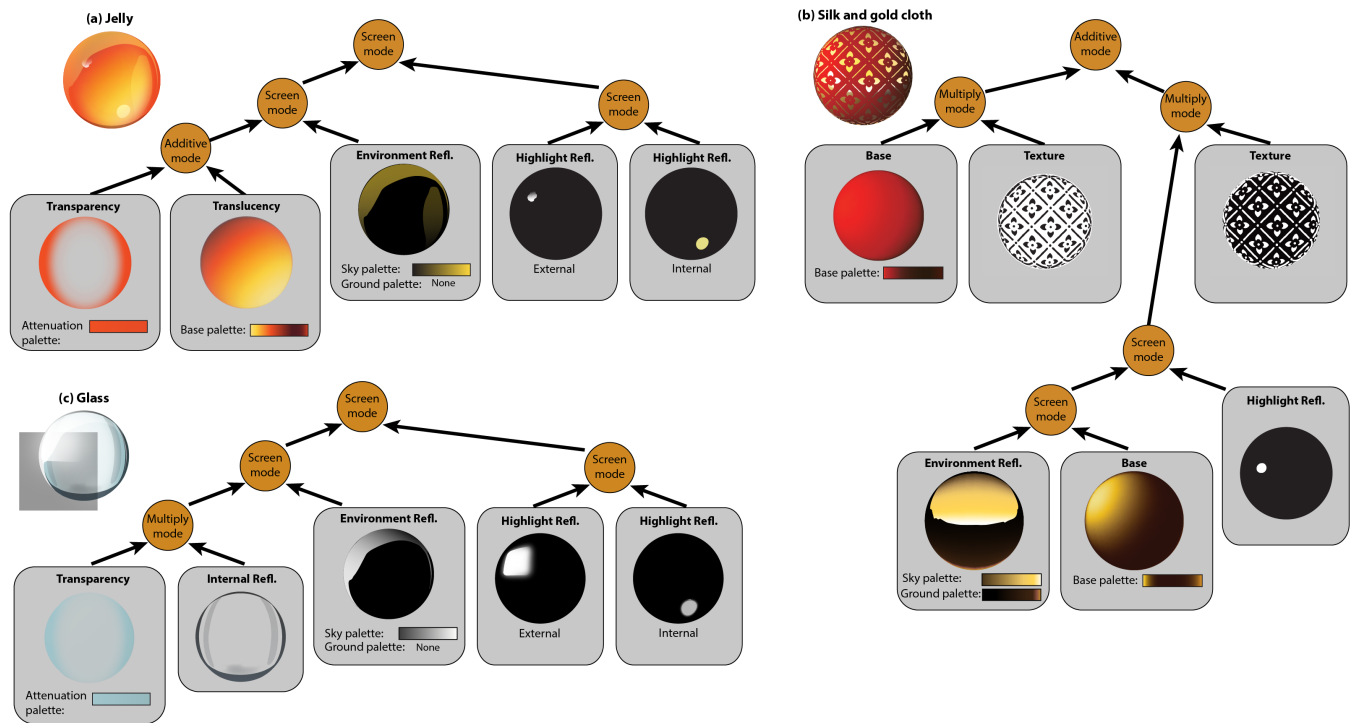 (a) Jelly
Screen
mode
Screen
mode
Screen
mode
Additive
mode
Transparency
Attenuation
palette:
Translucency
Base palette:
Environment Refl.
Sky palette:
Ground palette: None
Highlight Refl.
External
Highlight Refl.
Internal
(b) Silk and gold cloth
Additive
mode
Multiply
mode
Multiply
mode
Base
Base palette:
Texture
Texture
Screen
mode
Screen
mode
Highlight Refl.
Environment Refl.
Sky palette:
Ground palette:
Base
Base palette:
(c) Glass
Screen
mode
Screen
mode
Screen
mode
Multiply
mode
Transparency
Attenuation
palette:
Internal Refl.
Environment Refl.
Sky palette:
Ground palette: None
Highlight Refl.
External
Highlight Refl.
Internal